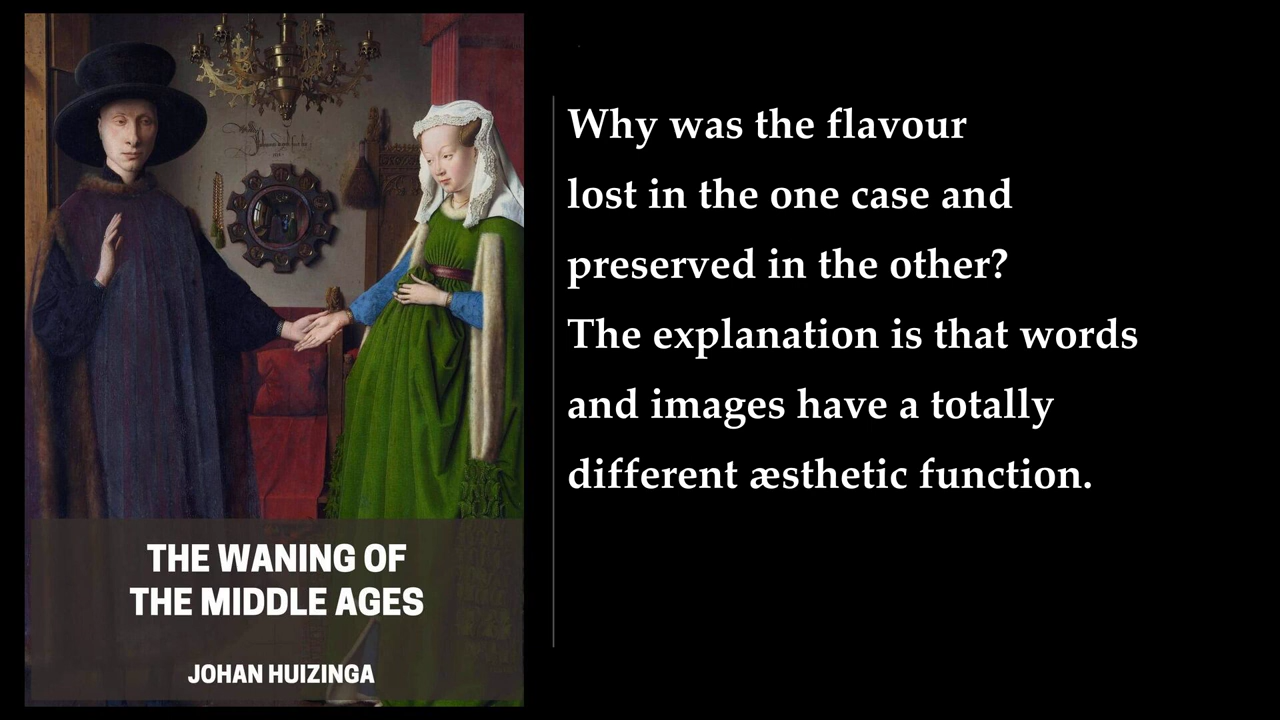 THE WANING OF
THE MIDDLE AGES
JOHAN HUIZINGA
Why was the flavour
lost in the one case and
preserved in the other?
The explanation is that words
and images have a totally
different æsthetic function.